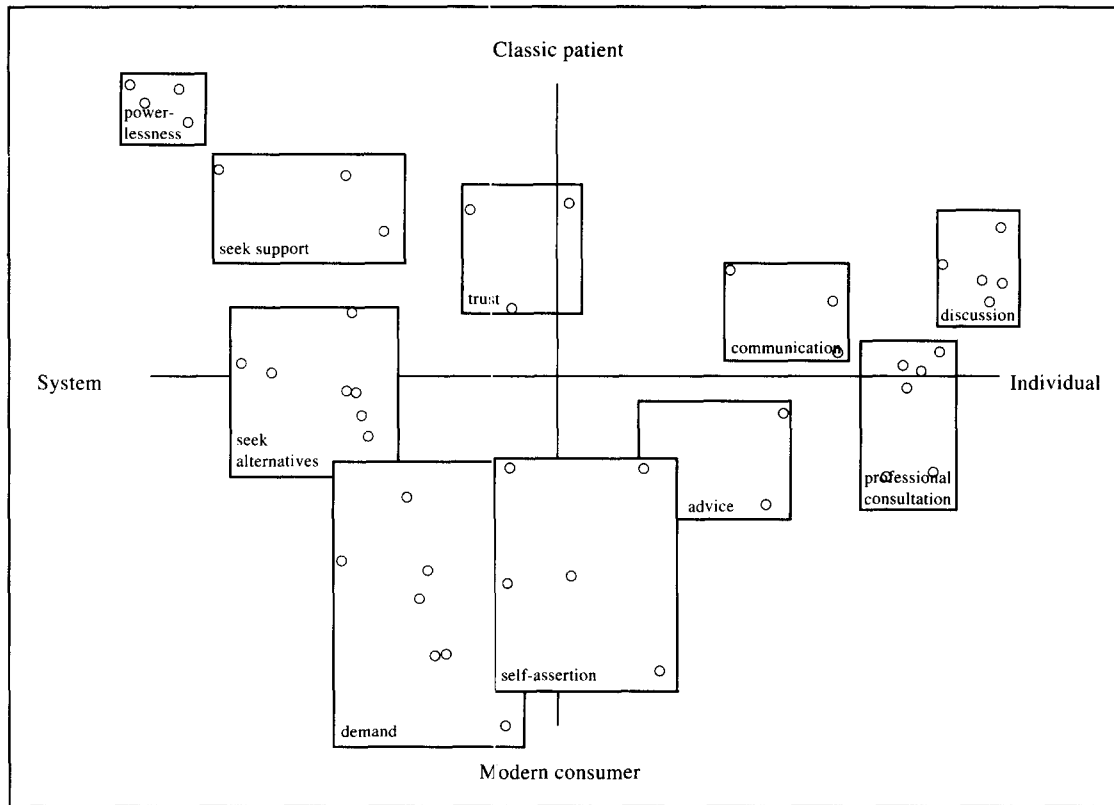 Classic patient
power-
lessness
seek support
trust
discussion
communication
System
Individual
seek
alternatives
professional
consultation
advice
self-assertion
demand
Modern consumer